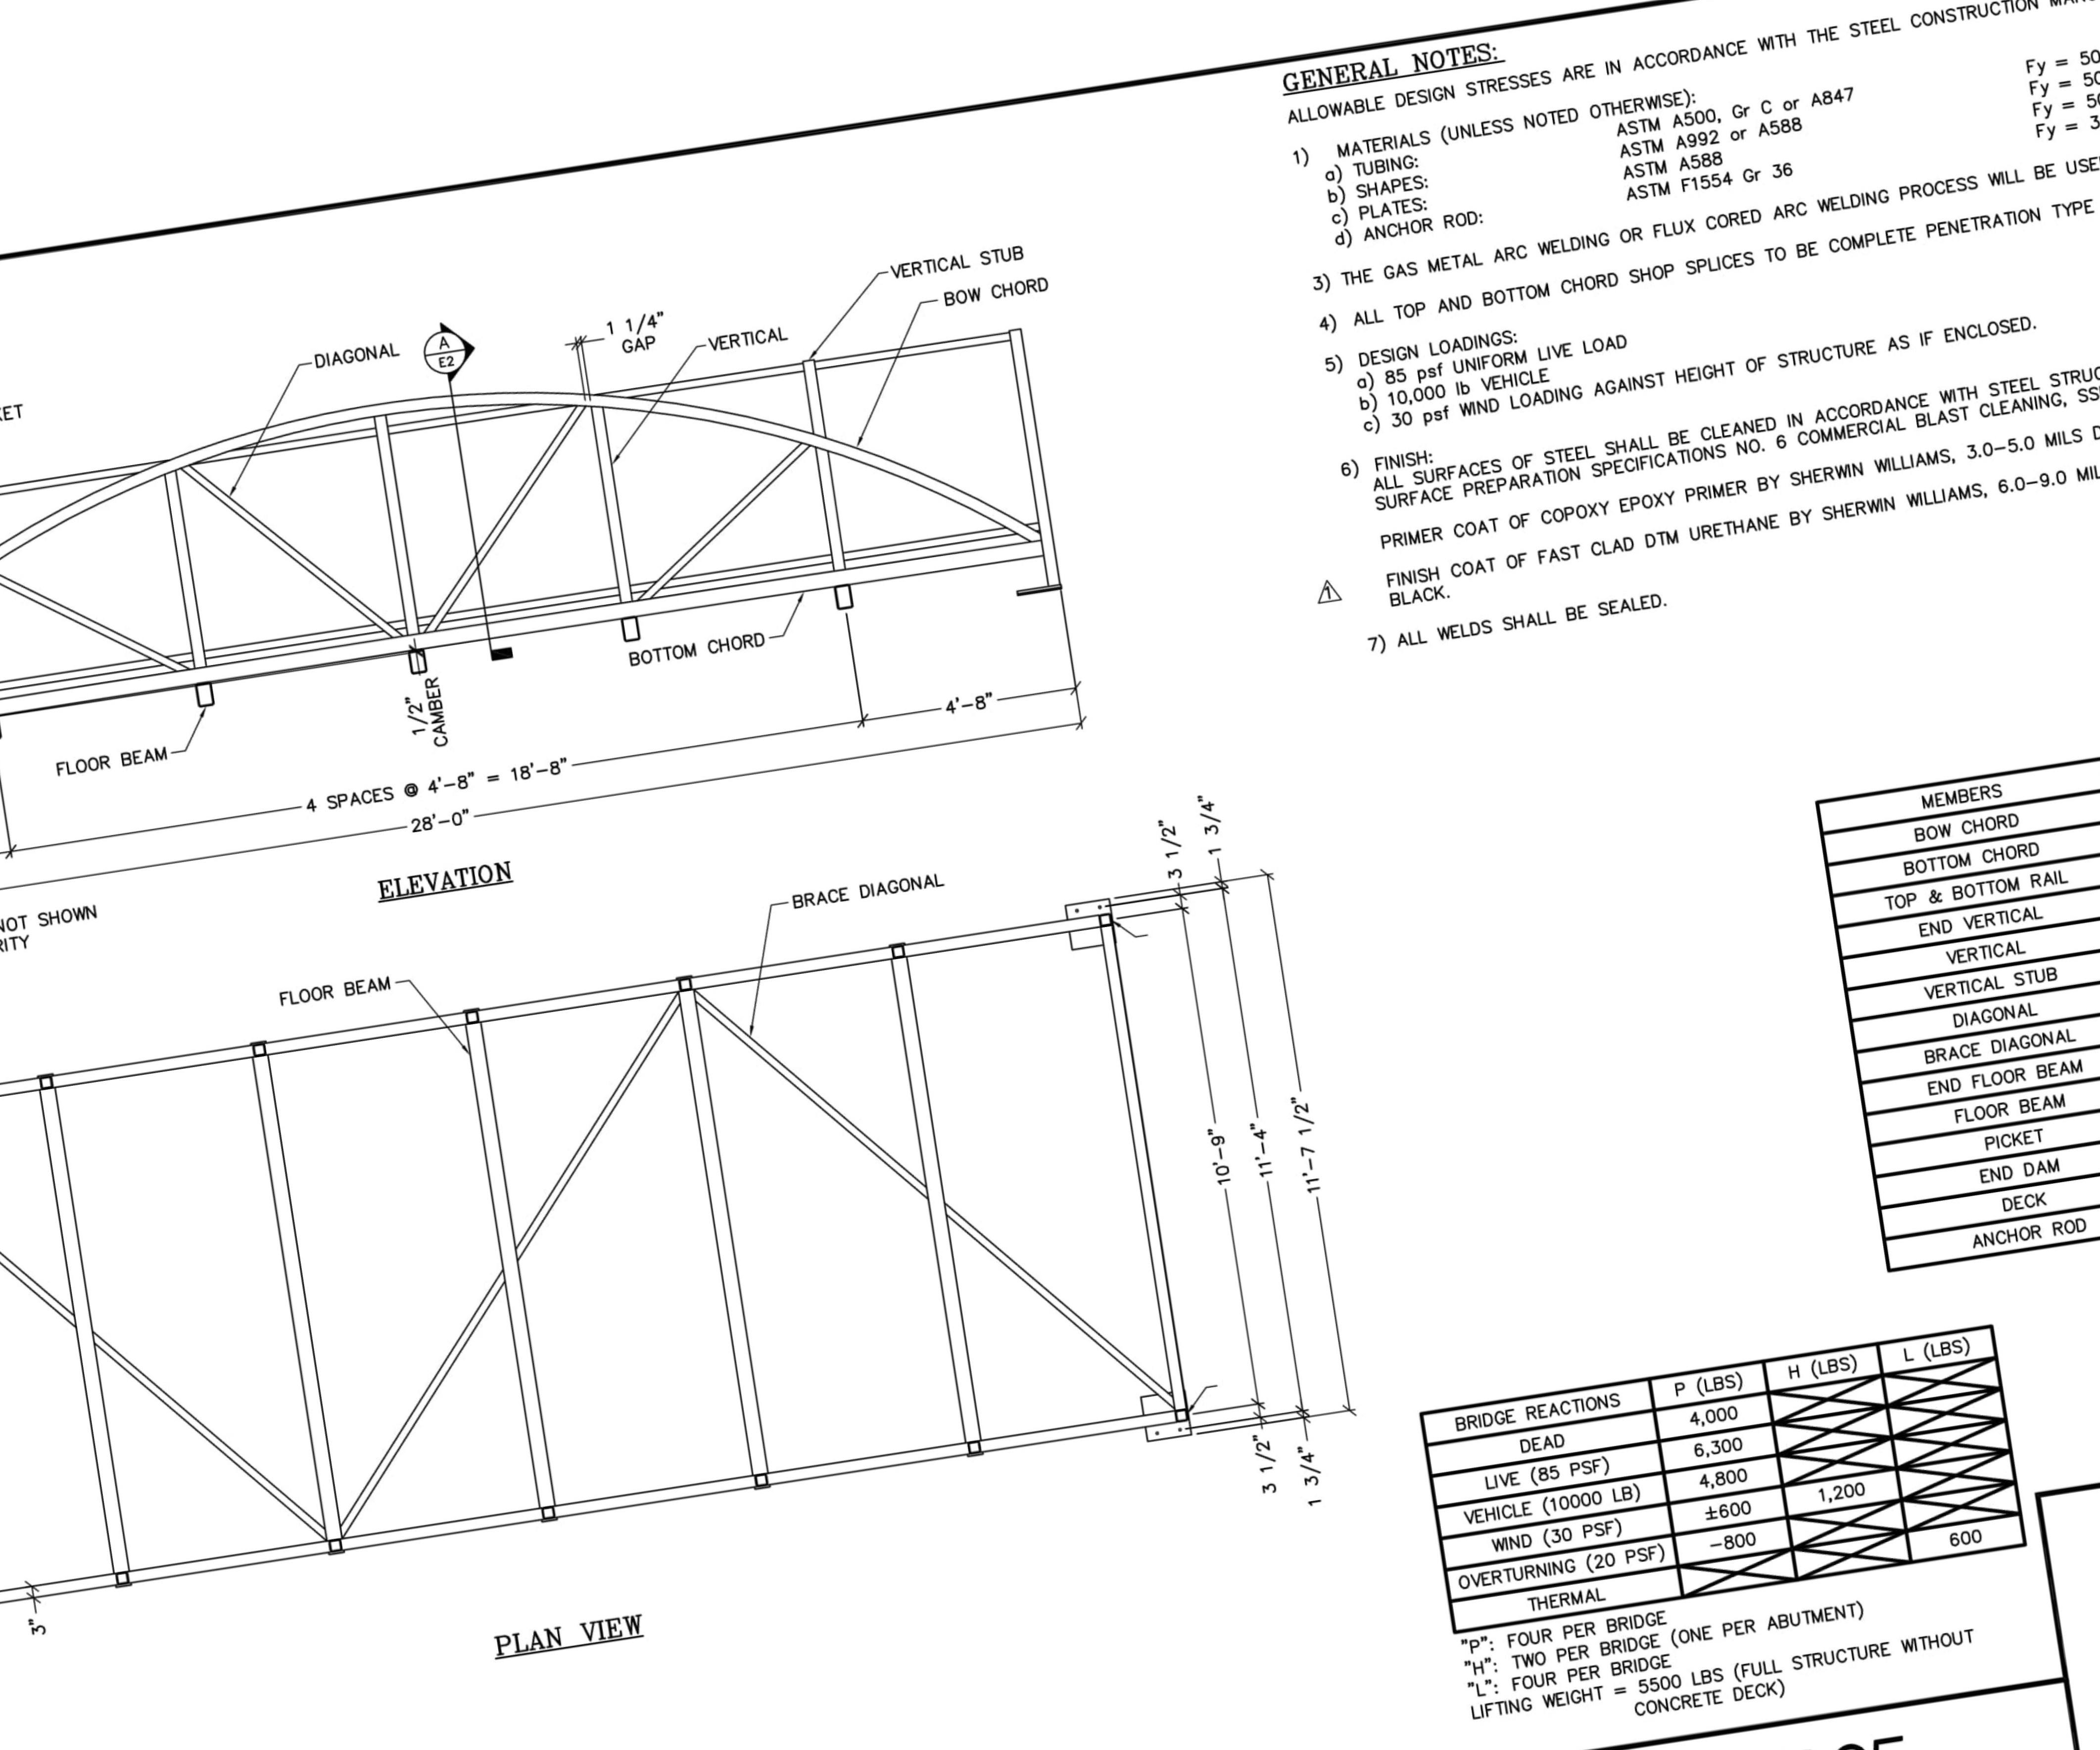 GENERAL NOTES:
ALLOWABLE DESIGN STRESSES ARE IN ACCORDANCE WITH THE STEEL CONSTRUCTION
1) MATERIALS (UNLESS NOTED OTHERWISE):
a) TUBING: ASTM A500, Gr C or A847 Fy = 50
b) SHAPES: ASTM A992 or A588 Fy = 50
c) PLATES: ASTM A588 Fy = 50
d) ANCHOR ROD: ASTM F1554 Gr 36 Fy = 3
3) THE GAS METAL ARC WELDING OR FLUX CORED ARC WELDING PROCESS WILL BE USE
4) ALL TOP AND BOTTOM CHORD SHOP SPLICES TO BE COMPLETE PENETRATION TYPE
5) DESIGN LOADINGS:
a) 85 psf UNIFORM LIVE LOAD
b) 10,000 lb VEHICLE
c) 30 psf WIND LOADING AGAINST HEIGHT OF STRUCTURE AS IF ENCLOSED.
6) FINISH:
ALL SURFACES OF STEEL SHALL BE CLEANED IN ACCORDANCE WITH STEEL STRUC
SURFACE PREPARATION SPECIFICATIONS NO. 6 COMMERCIAL BLAST CLEANING, SS
PRIMER COAT OF COPOXY EPOXY PRIMER BY SHERWIN WILLIAMS, 3.0-5.0 MILS D
1 FINISH COAT OF FAST CLAD DTM URETHANE BY SHERWIN WILLIAMS, 6.0-9.0 MIL
BLACK.
7) ALL WELDS SHALL BE SEALED.
KET
DIAGONAL
A
E2
1 1/4"
GAP
VERTICAL
VERTICAL STUB
BOW CHORD
BOTTOM CHORD
FLOOR BEAM
1/2"
CAMBER
4'-8"
4 SPACES @ 4'-8" = 18'-8"
28'-0"
ELEVATION
NOT SHOWN
RITY
FLOOR BEAM
BRACE DIAGONAL
3 1/2"
1 3/4"
10'-9"
11'-4"
11'-7 1/2"
3 1/2"
1 3/4"
3"
PLAN VIEW
MEMBERS
BOW CHORD
BOTTOM CHORD
TOP & BOTTOM RAIL
END VERTICAL
VERTICAL
VERTICAL STUB
DIAGONAL
BRACE DIAGONAL
END FLOOR BEAM
FLOOR BEAM
PICKET
END DAM
DECK
ANCHOR ROD
BRIDGE REACTIONS P (LBS) H (LBS) L (LBS)
DEAD 4,000
LIVE (85 PSF) 6,300
VEHICLE (10000 LB) 4,800
WIND (30 PSF) ±600 1,200
OVERTURNING (20 PSF) -800
THERMAL 600
"P": FOUR PER BRIDGE
"H": TWO PER BRIDGE (ONE PER ABUTMENT)
"L": FOUR PER BRIDGE
LIFTING WEIGHT = 5500 LBS (FULL STRUCTURE WITHOUT
CONCRETE DECK)